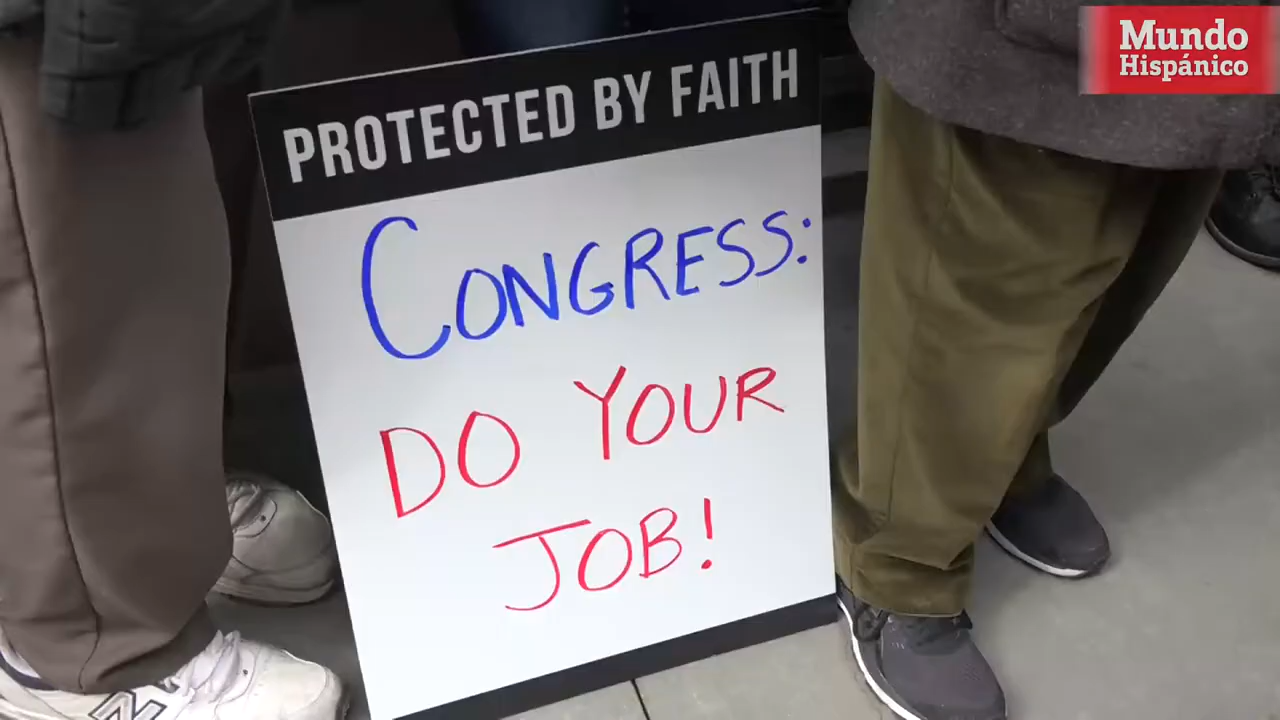 PROTECTED BY FAITH
CONGRESS:
DO YOUR
JOB!
Mundo
Hispánico